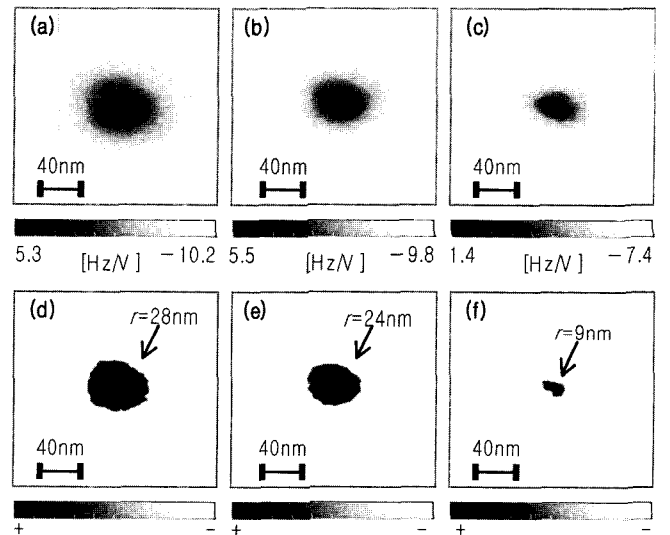 (a) (b) (c)
40nm 40nm 40nm
5.3 [Hz/V] −10.2 5.5 [Hz/V] −9.8 1.4 [Hz/V] −7.4
(d) (e) (f)
r=28nm r=24nm r=9nm
40nm 40nm 40nm
+ − + − + −